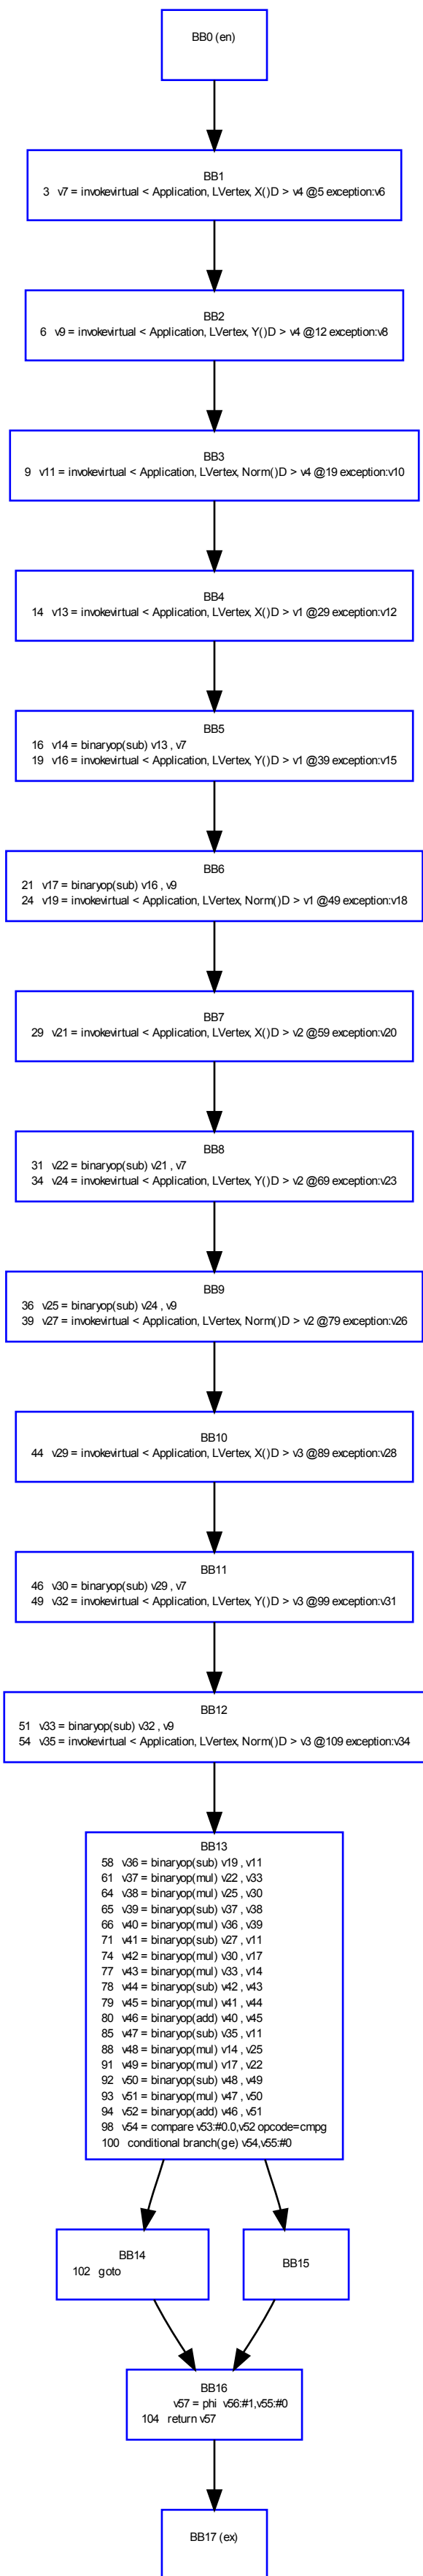 BB0 (en)
BB1
3 v7 = invokevirtual < Application, LVertex, X()D > v4 @5 exception:v6
BB2
6 v9 = invokevirtual < Application, LVertex, Y()D > v4 @12 exception:v8
BB3
9 v11 = invokevirtual < Application, LVertex, Norm()D > v4 @19 exception:v10
BB4
14 v13 = invokevirtual < Application, LVertex, X()D > v1 @29 exception:v12
BB5
16 v14 = binaryop(sub) v13 , v7
19 v16 = invokevirtual < Application, LVertex, Y()D > v1 @39 exception:v15
BB6
21 v17 = binaryop(sub) v16 , v9
24 v19 = invokevirtual < Application, LVertex, Norm()D > v1 @49 exception:v18
BB7
29 v21 = invokevirtual < Application, LVertex, X()D > v2 @59 exception:v20
BB8
31 v22 = binaryop(sub) v21 , v7
34 v24 = invokevirtual < Application, LVertex, Y()D > v2 @69 exception:v23
BB9
36 v25 = binaryop(sub) v24 , v9
39 v27 = invokevirtual < Application, LVertex, Norm()D > v2 @79 exception:v26
BB10
44 v29 = invokevirtual < Application, LVertex, X()D > v3 @89 exception:v28
BB11
46 v30 = binaryop(sub) v29 , v7
49 v32 = invokevirtual < Application, LVertex, Y()D > v3 @99 exception:v31
BB12
51 v33 = binaryop(sub) v32 , v9
54 v35 = invokevirtual < Application, LVertex, Norm()D > v3 @109 exception:v34
BB13
58 v36 = binaryop(sub) v19 , v11
61 v37 = binaryop(mul) v22 , v33
64 v38 = binaryop(mul) v25 , v30
65 v39 = binaryop(sub) v37 , v38
66 v40 = binaryop(mul) v36 , v39
71 v41 = binaryop(sub) v27 , v11
74 v42 = binaryop(mul) v30 , v17
77 v43 = binaryop(mul) v33 , v14
78 v44 = binaryop(sub) v42 , v43
79 v45 = binaryop(mul) v41 , v44
80 v46 = binaryop(add) v40 , v45
85 v47 = binaryop(sub) v35 , v11
88 v48 = binaryop(mul) v14 , v25
91 v49 = binaryop(mul) v17 , v22
92 v50 = binaryop(sub) v48 , v49
93 v51 = binaryop(mul) v47 , v50
94 v52 = binaryop(add) v46 , v51
98 v54 = compare v53:#0.0,v52 opcode=cmpg
100 conditional branch(ge) v54,v55:#0
BB14
102 goto
BB15
BB16
v57 = phi v56:#1,v55:#0
104 return v57
BB17 (ex)